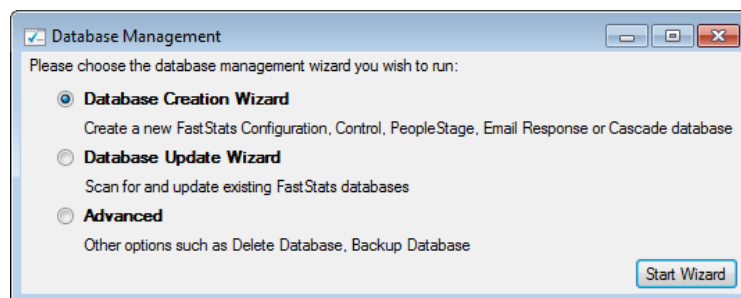 Database Management
Please choose the database management wizard you wish to run:
Database Creation Wizard
Create a new FastStats Configuration, Control, PeopleStage, Email Response or Cascade database
Database Update Wizard
Scan for and update existing FastStats databases
Advanced
Other options such as Delete Database, Backup Database
Start Wizard